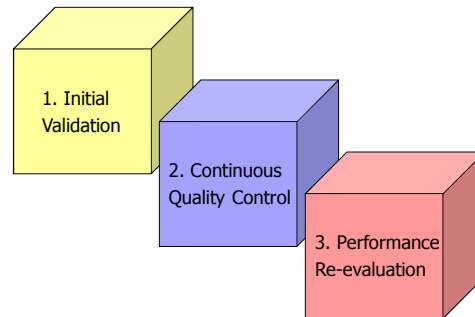 1. Initial
Validation
2. Continuous
Quality Control
3. Performance
Re-evaluation